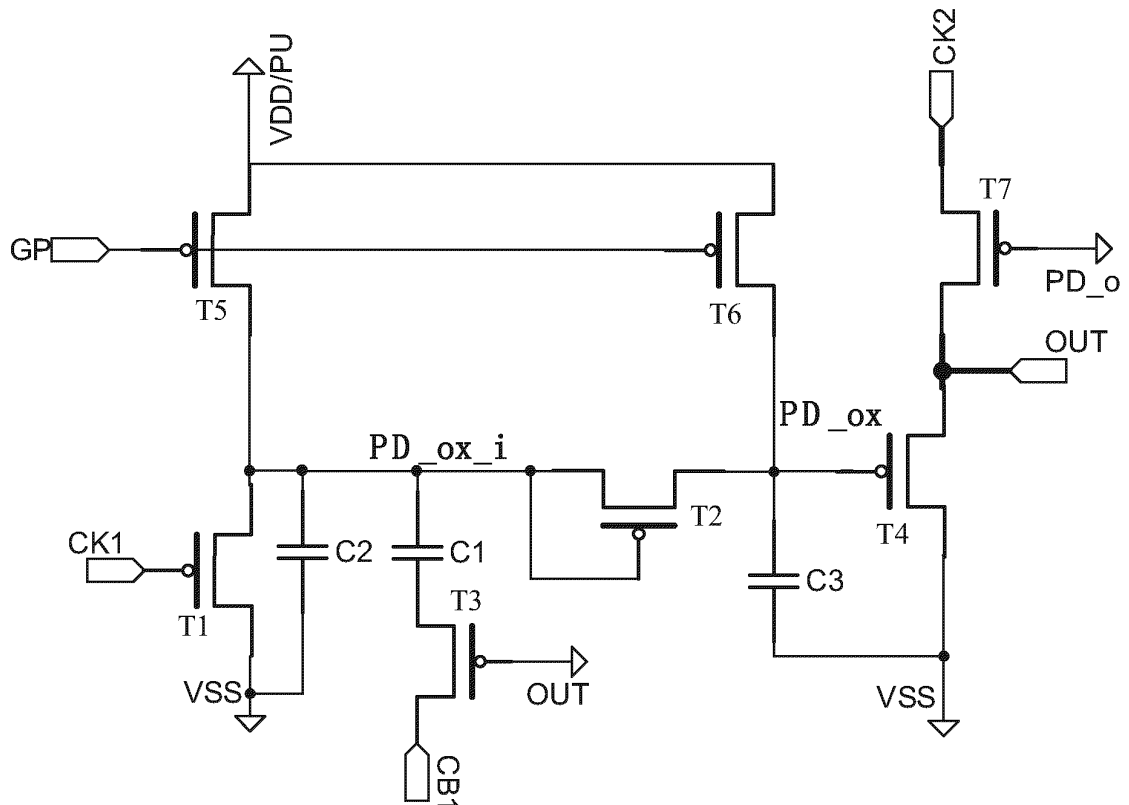 VDD/PU
CK2
GP
T5
T6
T7
PD_o
OUT
PD_ox
PD_ox_i
CK1
T1
C2
C1
T2
T4
T3
C3
VSS
OUT
VSS
CB1